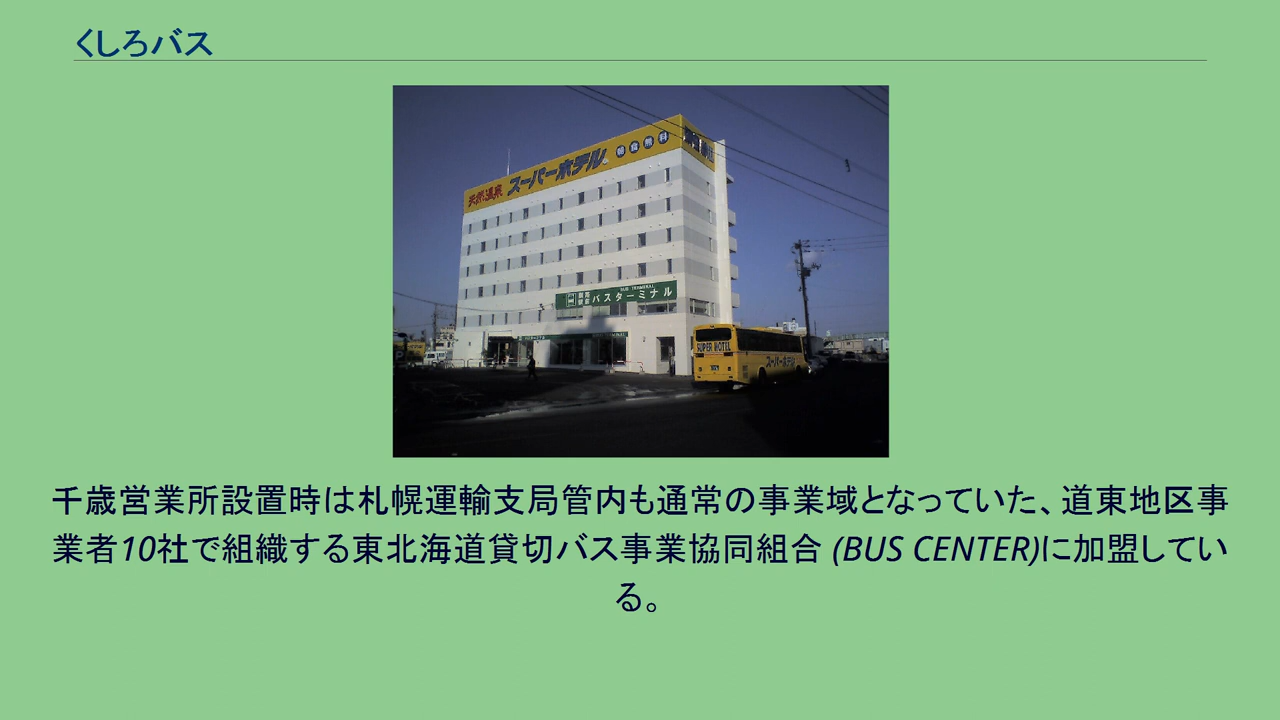 くしろバス
天然温泉 スーパーホテル 朝食無料
BUS TERMINAL
バスターミナル
SUPER HOTEL
スーパーホテル
千歳営業所設置時は札幌運輸支局管内も通常の事業域となっていた、道東地区事
業者10社で組織する東北海道貸切バス事業協同組合 (BUS CENTER)に加盟してい
る。